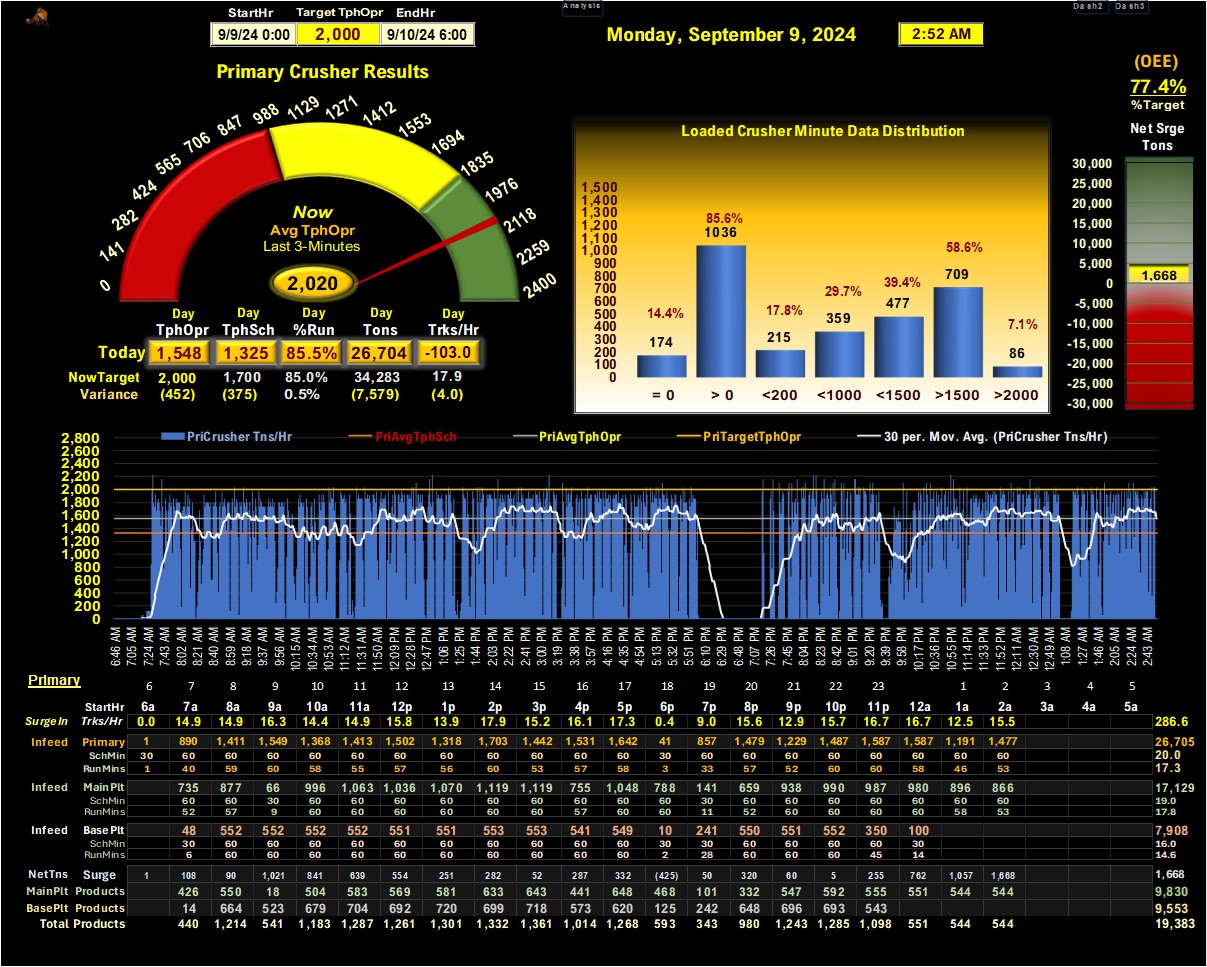 StartHr Target TphOpr EndHr
9/9/24 0:00 2,000 9/10/24 6:00
Analysis
Dash2 Dash3
Monday, September 9, 2024
2:52 AM
Primary Crusher Results
0 141 282 424 565 706 847 988 1129 1271 1412 1553 1694 1835 1976 2118 2259 2400
Now
Avg TphOpr
Last 3-Minutes
2,020
Day Day Day Day Day
TphOpr TphSch %Run Tons Trks/Hr
Today 1,548 1,325 85.5% 26,704 -103.0
NowTarget 2,000 1,700 85.0% 34,283 17.9
Variance (452) (375) 0.5% (7,579) (4.0)
Loaded Crusher Minute Data Distribution
1,500
1,400
1,300
1,200
1,100
1,000
900
800
700
600
500
400
300
200
100
0
14.4% 85.6% 17.8% 29.7% 39.4% 58.6% 7.1%
174 1036 215 359 477 709 86
= 0 > 0 <200 <1000 <1500 >1500 >2000
(OEE)
77.4%
%Target
Net Srge
Tons
30,000
25,000
20,000
15,000
10,000
5,000
1,668
0
-5,000
-10,000
-15,000
-20,000
-25,000
-30,000
PriCrusher Tns/Hr PriAvgTphSch PriAvgTphOpr PriTargetTphOpr 30 per. Mov. Avg. (PriCrusher Tns/Hr)
2,800
2,600
2,400
2,200
2,000
1,800
1,600
1,400
1,200
1,000
800
600
400
200
0
6:46 AM 7:05 AM 7:24 AM 7:43 AM 8:02 AM 8:21 AM 8:40 AM 8:59 AM 9:18 AM 9:37 AM 9:56 AM 10:15 AM 10:34 AM 10:53 AM 11:12 AM 11:31 AM 11:50 AM 12:09 PM 12:28 PM 12:47 PM 1:06 PM 1:25 PM 1:44 PM 2:03 PM 2:22 PM 2:41 PM 3:00 PM 3:19 PM 3:38 PM 3:57 PM 4:16 PM 4:35 PM 4:54 PM 5:13 PM 5:32 PM 5:51 PM 6:10 PM 6:29 PM 6:48 PM 7:07 PM 7:26 PM 7:45 PM 8:04 PM 8:23 PM 8:42 PM 9:01 PM 9:20 PM 9:39 PM 9:58 PM 10:17 PM 10:36 PM 10:55 PM 11:14 PM 11:33 PM 11:52 PM 12:11 AM 12:30 AM 12:49 AM 1:08 AM 1:27 AM 1:46 AM 2:05 AM 2:24 AM 2:43 AM
Primary
6 7 8 9 10 11 12 13 14 15 16 17 18 19 20 21 22 23 1 2 3 4 5
StartHr 6a 7a 8a 9a 10a 11a 12p 1p 2p 3p 4p 5p 6p 7p 8p 9p 10p 11p 12a 1a 2a 3a 4a 5a
SurgeIn Trks/Hr 0.0 14.9 14.9 16.3 14.4 14.9 15.8 13.9 17.9 15.2 16.1 17.3 0.4 9.0 15.6 12.9 15.7 16.7 16.7 12.5 15.5 286.6
Infeed Primary 1 890 1,411 1,549 1,368 1,413 1,502 1,318 1,703 1,442 1,531 1,642 41 857 1,479 1,229 1,487 1,587 1,587 1,191 1,477 26,705
SchMin 30 60 60 60 60 60 60 60 60 60 60 60 30 60 60 60 60 60 60 60 60 20.0
RunMins 1 40 59 60 58 55 57 56 60 53 57 58 3 33 57 52 60 60 58 46 53 17.3
Infeed MainPlt 735 877 66 996 1,063 1,036 1,070 1,119 1,119 755 1,048 788 141 659 938 990 987 980 896 866 17,129
SchMin 60 60 30 60 60 60 60 60 60 60 60 60 30 60 60 60 60 60 60 60 19.0
RunMins 52 57 9 60 60 60 60 60 60 57 60 60 11 52 60 60 60 60 58 53 17.8
Infeed BasePlt 48 552 552 552 552 551 551 553 553 541 549 10 241 550 551 552 350 100 7,908
SchMin 30 60 60 60 60 60 60 60 60 60 60 30 60 60 60 60 60 30 16.0
RunMins 6 60 60 60 60 60 60 60 60 60 60 2 28 60 60 60 45 14 14.6
NetTns Surge 1 108 90 1,021 841 639 554 251 282 52 287 332 (425) 50 320 60 5 255 762 1,057 1,668 1,668
MainPlt Products 426 550 18 504 583 569 581 633 643 441 648 468 101 332 547 592 555 551 544 544 9,830
BasePlt Products 14 664 523 679 704 692 720 699 718 573 620 125 242 648 696 693 543 9,553
Total Products 440 1,214 541 1,183 1,287 1,261 1,301 1,332 1,361 1,014 1,268 593 343 980 1,243 1,285 1,098 551 544 544 19,383